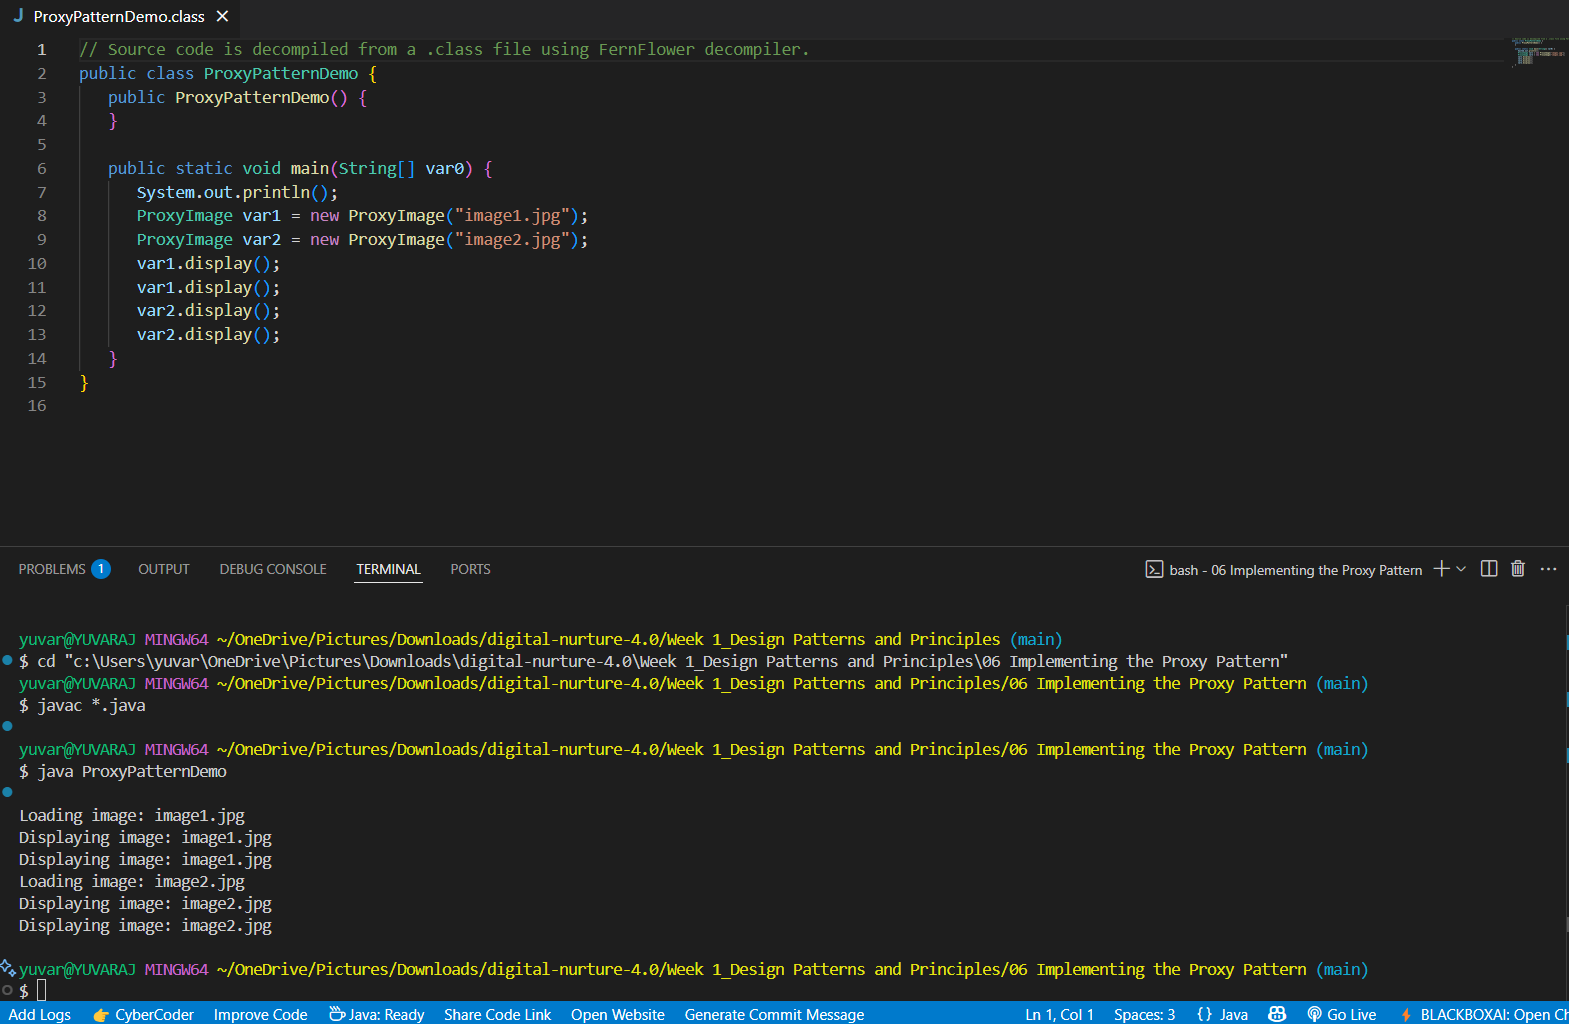 J ProxyPatternDemo.class
1 // Source code is decompiled from a .class file using FernFlower decompiler.
2 public class ProxyPatternDemo {
3 public ProxyPatternDemo() {
4 }
5
6 public static void main(String[] var0) {
7 System.out.println();
8 ProxyImage var1 = new ProxyImage("image1.jpg");
9 ProxyImage var2 = new ProxyImage("image2.jpg");
10 var1.display();
11 var1.display();
12 var2.display();
13 var2.display();
14 }
15 }
16
PROBLEMS 1 OUTPUT DEBUG CONSOLE TERMINAL PORTS bash - 06 Implementing the Proxy Pattern
yuvar@YUVARAJ MINGW64 ~/OneDrive/Pictures/Downloads/digital-nurture-4.0/Week 1_Design Patterns and Principles (main)
$ cd "c:\Users\yuvar\OneDrive\Pictures\Downloads\digital-nurture-4.0\Week 1_Design Patterns and Principles\06 Implementing the Proxy Pattern"
yuvar@YUVARAJ MINGW64 ~/OneDrive/Pictures/Downloads/digital-nurture-4.0/Week 1_Design Patterns and Principles/06 Implementing the Proxy Pattern (main)
$ javac *.java
yuvar@YUVARAJ MINGW64 ~/OneDrive/Pictures/Downloads/digital-nurture-4.0/Week 1_Design Patterns and Principles/06 Implementing the Proxy Pattern (main)
$ java ProxyPatternDemo
Loading image: image1.jpg
Displaying image: image1.jpg
Displaying image: image1.jpg
Loading image: image2.jpg
Displaying image: image2.jpg
Displaying image: image2.jpg
yuvar@YUVARAJ MINGW64 ~/OneDrive/Pictures/Downloads/digital-nurture-4.0/Week 1_Design Patterns and Principles/06 Implementing the Proxy Pattern (main)
$
Add Logs CyberCoder Improve Code Java: Ready Share Code Link Open Website Generate Commit Message Ln 1, Col 1 Spaces: 3 {} Java Go Live BLACKBOXAI: Open Ch